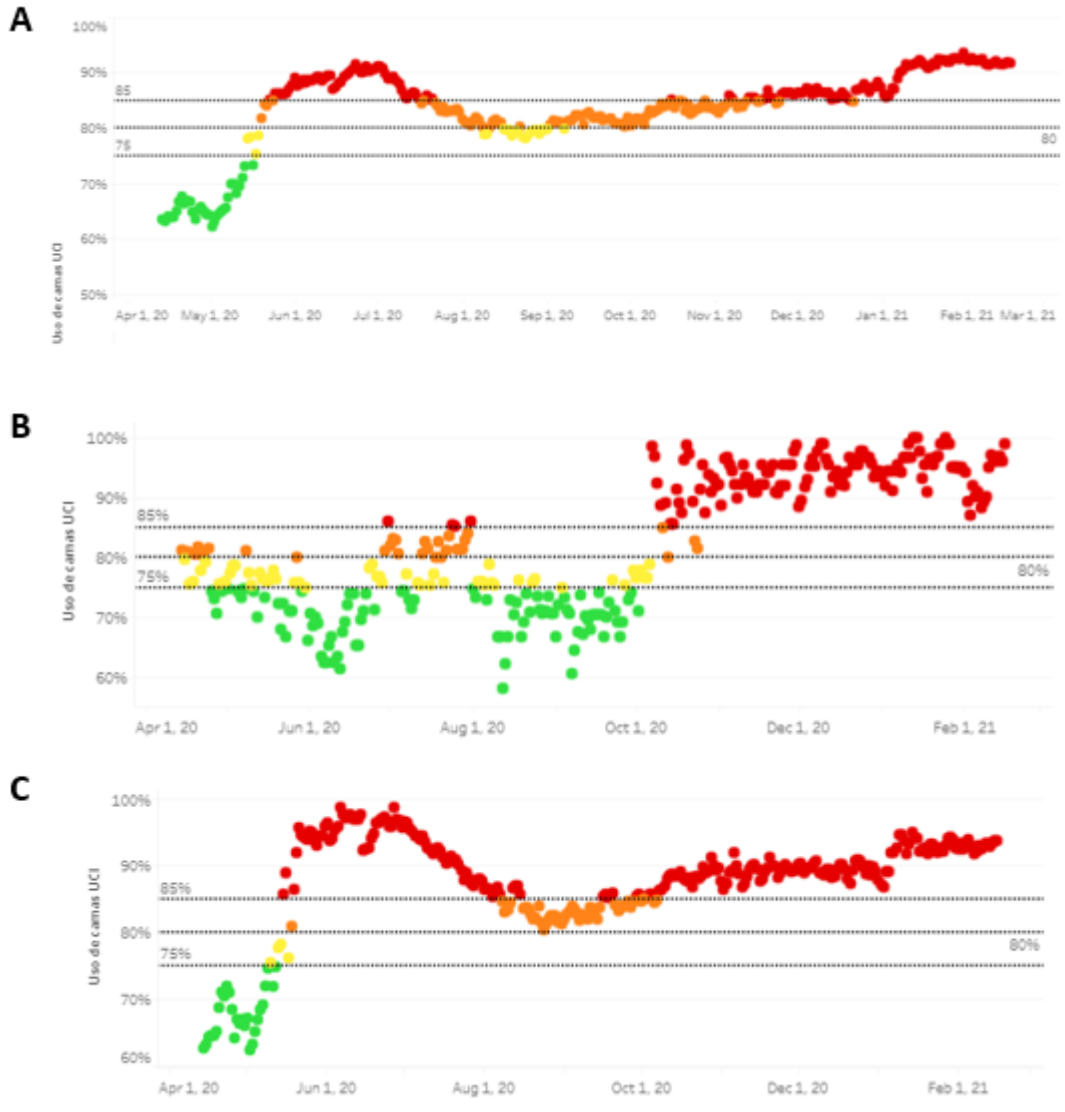 A
100%
90%
85
80%
80
75
70%
60%
50%
Uso de camas UCI
Apr 1, 20 May 1, 20 Jun 1, 20 Jul 1, 20 Aug 1, 20 Sep 1, 20 Oct 1, 20 Nov 1, 20 Dec 1, 20 Jan 1, 21 Feb 1, 21 Mar 1, 21
B
100%
90%
85%
80%
80%
75%
70%
60%
Uso de camas UCI
Apr 1, 20 Jun 1, 20 Aug 1, 20 Oct 1, 20 Dec 1, 20 Feb 1, 21
C
100%
90%
85%
80%
80%
75%
70%
60%
Uso de camas UCI
Apr 1, 20 Jun 1, 20 Aug 1, 20 Oct 1, 20 Dec 1, 20 Feb 1, 21